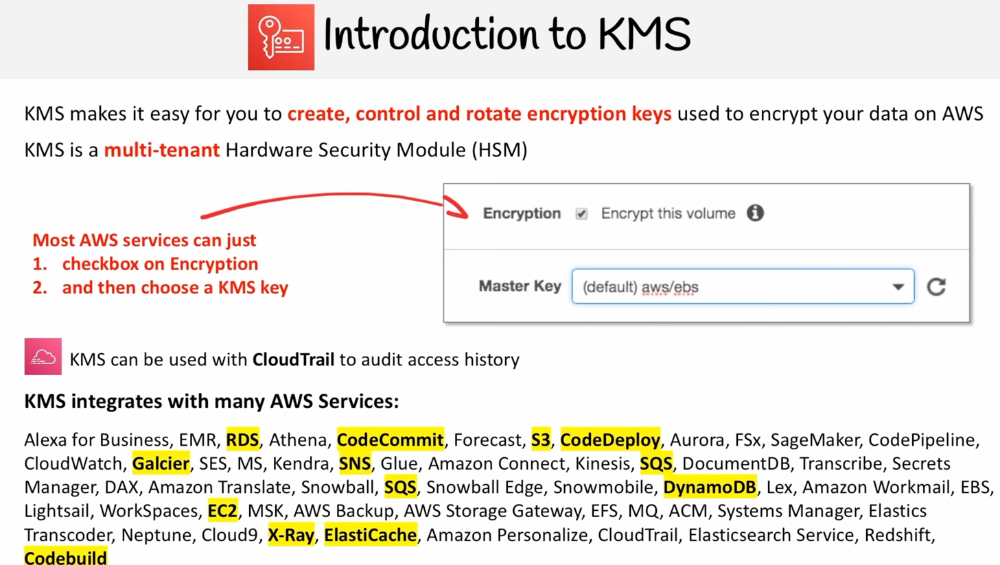 Introduction to KMS
KMS makes it easy for you to create, control and rotate encryption keys used to encrypt your data on AWS
KMS is a multi-tenant Hardware Security Module (HSM)
Most AWS services can just
1. checkbox on Encryption
2. and then choose a KMS key
Encryption Encrypt this volume
Master Key (default) aws/ebs
KMS can be used with CloudTrail to audit access history
KMS integrates with many AWS Services:
Alexa for Business, EMR, RDS, Athena, CodeCommit, Forecast, S3, CodeDeploy, Aurora, FSx, SageMaker, CodePipeline,
CloudWatch, Galcier, SES, MS, Kendra, SNS, Glue, Amazon Connect, Kinesis, SQS, DocumentDB, Transcribe, Secrets
Manager, DAX, Amazon Translate, Snowball, SQS, Snowball Edge, Snowmobile, DynamoDB, Lex, Amazon Workmail, EBS,
Lightsail, WorkSpaces, EC2, MSK, AWS Backup, AWS Storage Gateway, EFS, MQ, ACM, Systems Manager, Elastics
Transcoder, Neptune, Cloud9, X-Ray, ElastiCache, Amazon Personalize, CloudTrail, Elasticsearch Service, Redshift,
Codebuild